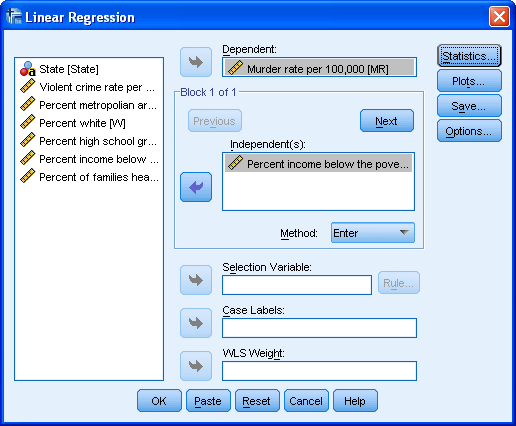 Linear Regression
State [State]
Violent crime rate per ...
Percent metropolian ar...
Percent white [W]
Percent high school gr...
Percent income below ...
Percent of families hea...
Dependent:
Murder rate per 100,000 [MR]
Block 1 of 1
Previous
Next
Independent(s):
Percent income below the pove...
Method:
Enter
Selection Variable:
Rule...
Case Labels:
WLS Weight:
Statistics...
Plots...
Save...
Options...
OK
Paste
Reset
Cancel
Help